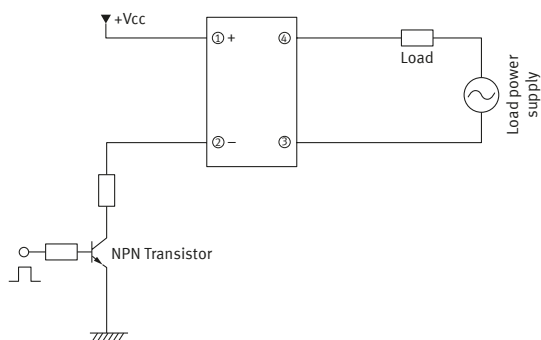 +Vcc
① +
④
Load
Load power
supply
② −
③
NPN Transistor